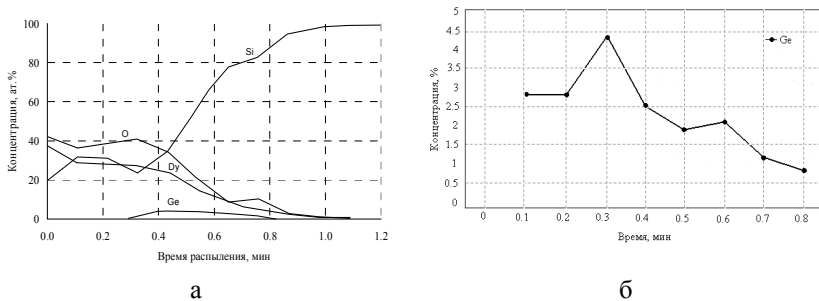 Концентрация, ат. %
100
80
60
40
20
0
Si
O
Dy
Ge
0.0 0.2 0.4 0.6 0.8 1.0 1.2
Время распыления, мин
а
Концентрация, %
5
4.5
4
3.5
3
2.5
2
1.5
1
0.5
0
Ge
0 0.1 0.2 0.3 0.4 0.5 0.6 0.7 0.8
Время, мин
б